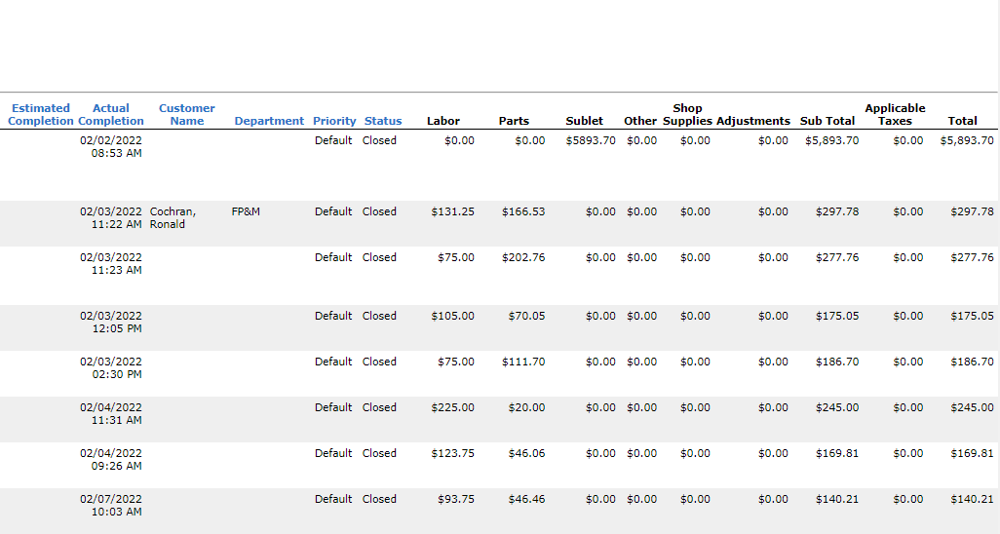 Estimated Completion Actual Completion Customer Name Department Priority Status Labor Parts Sublet Other Shop Supplies Adjustments Sub Total Applicable Taxes Total
02/02/2022 Default Closed $0.00 $0.00 $5893.70 $0.00 $0.00 $0.00 $5,893.70 $0.00 $5,893.70
08:53 AM
02/03/2022 Cochran, FP&M Default Closed $131.25 $166.53 $0.00 $0.00 $0.00 $0.00 $297.78 $0.00 $297.78
11:22 AM Ronald
02/03/2022 Default Closed $75.00 $202.76 $0.00 $0.00 $0.00 $0.00 $277.76 $0.00 $277.76
11:23 AM
02/03/2022 Default Closed $105.00 $70.05 $0.00 $0.00 $0.00 $0.00 $175.05 $0.00 $175.05
12:05 PM
02/03/2022 Default Closed $75.00 $111.70 $0.00 $0.00 $0.00 $0.00 $186.70 $0.00 $186.70
02:30 PM
02/04/2022 Default Closed $225.00 $20.00 $0.00 $0.00 $0.00 $0.00 $245.00 $0.00 $245.00
11:31 AM
02/04/2022 Default Closed $123.75 $46.06 $0.00 $0.00 $0.00 $0.00 $169.81 $0.00 $169.81
09:26 AM
02/07/2022 Default Closed $93.75 $46.46 $0.00 $0.00 $0.00 $0.00 $140.21 $0.00 $140.21
10:03 AM